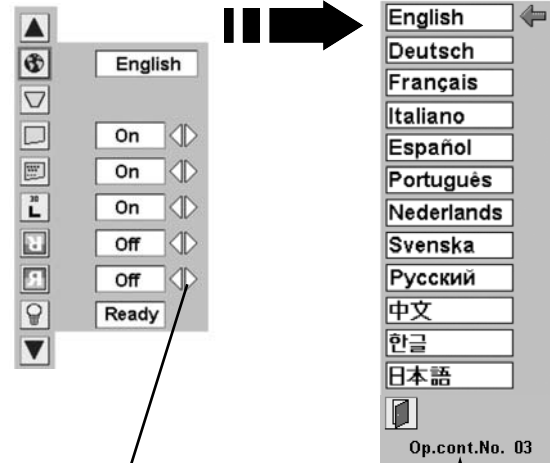 English
On
On
On
Off
Off
Ready
30
L
R
Я
English
Deutsch
Français
Italiano
Español
Português
Nederlands
Svenska
Русский
中文
한글
日本語
Op.cont.No. 03